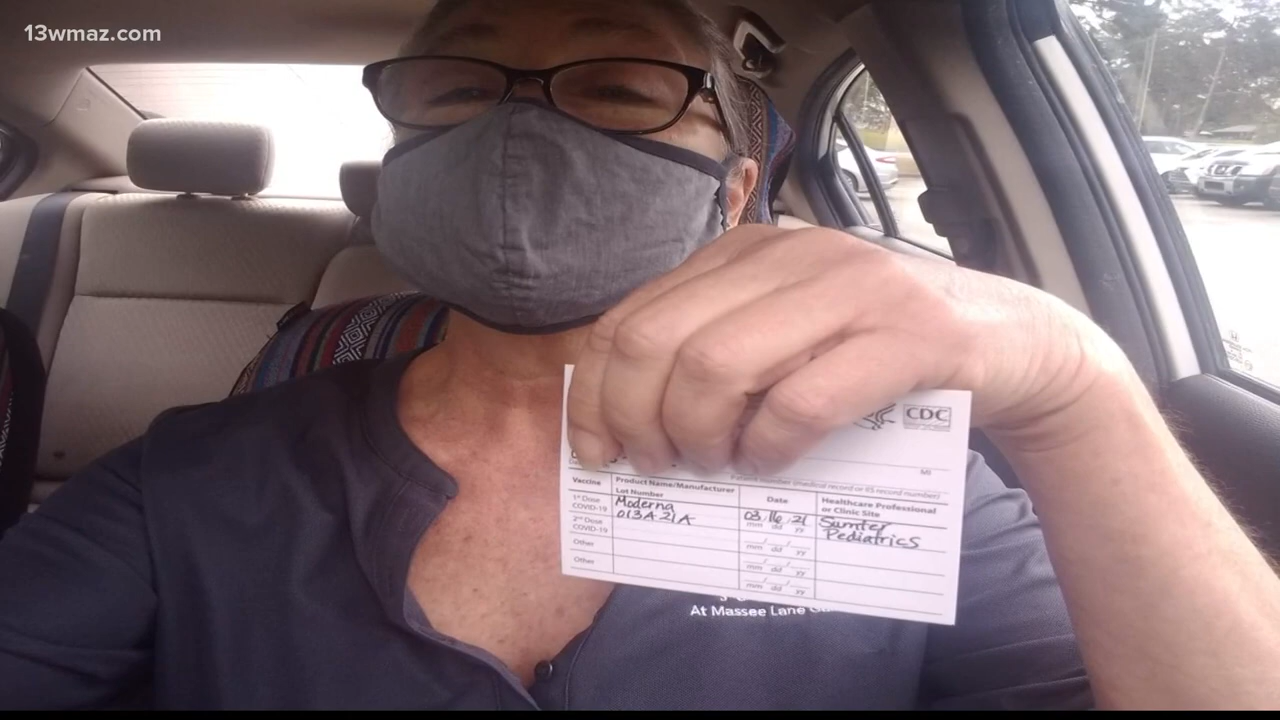 13wmaz.com
CDC
MI
Patient number (medical record or IIS record number)
Vaccine Product Name/Manufacturer Date Healthcare Professional
Lot Number or Clinic Site
1st Dose Moderna 03/16/21 Sumter
COVID-19 013A21A mm dd yy Pediatrics
2nd Dose
COVID-19 mm dd yy
Other
mm dd yy
Other
mm dd yy
At Massee Lane